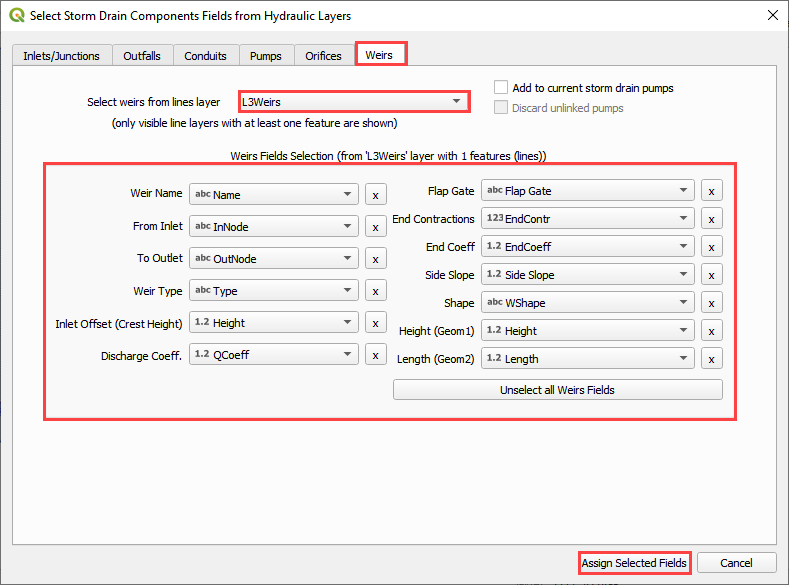 Select Storm Drain Components Fields from Hydraulic Layers
Inlets/Junctions Outfalls Conduits Pumps Orifices Weirs
Select weirs from lines layer L3Weirs
(only visible line layers with at least one feature are shown)
Add to current storm drain pumps
Discard unlinked pumps
Weirs Fields Selection (from 'L3Weirs' layer with 1 features (lines))
Weir Name abc Name x
From Inlet abc InNode x
To Outlet abc OutNode x
Weir Type abc Type x
Inlet Offset (Crest Height) 1.2 Height x
Discharge Coeff. 1.2 QCoeff x
Flap Gate abc Flap Gate x
End Contractions 123 EndContr x
End Coeff 1.2 EndCoeff x
Side Slope 1.2 Side Slope x
Shape abc WShape x
Height (Geom1) 1.2 Height x
Length (Geom2) 1.2 Length x
Unselect all Weirs Fields
Assign Selected Fields Cancel